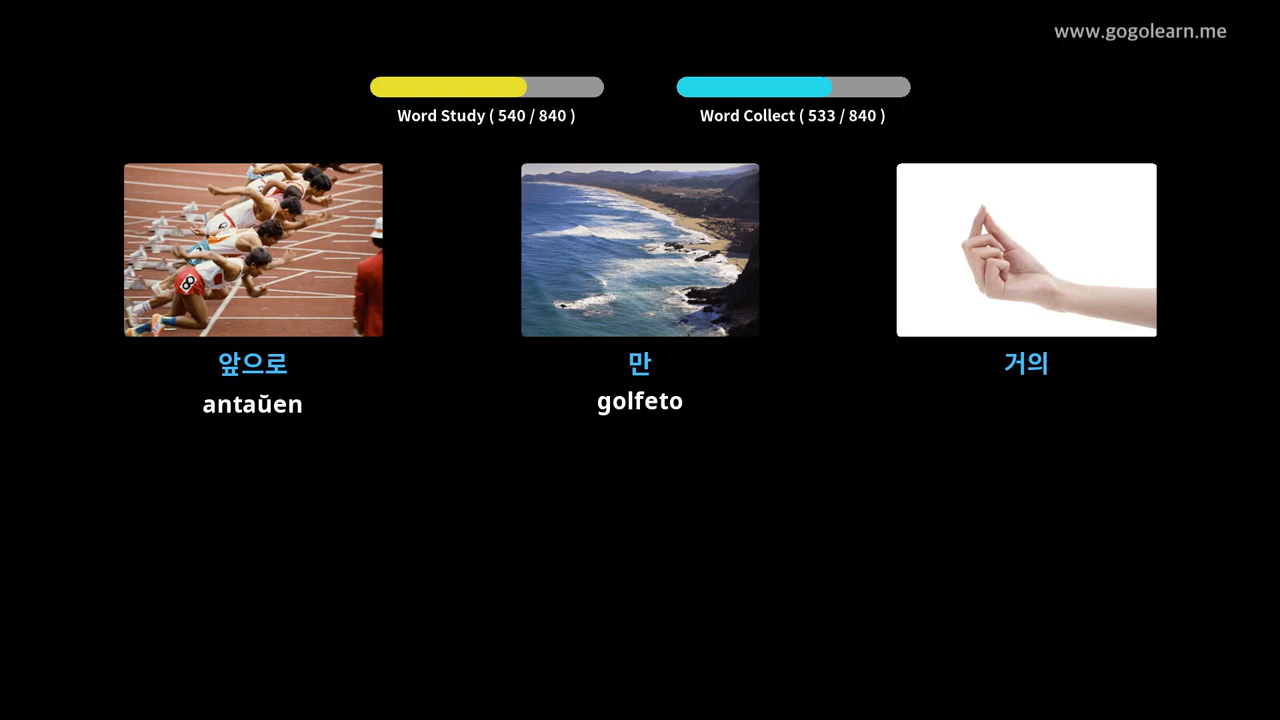 www.gogolearn.me
Word Study ( 540 / 840 )
Word Collect ( 533 / 840 )
앞으로
antaŭen
만
golfeto
거의
8